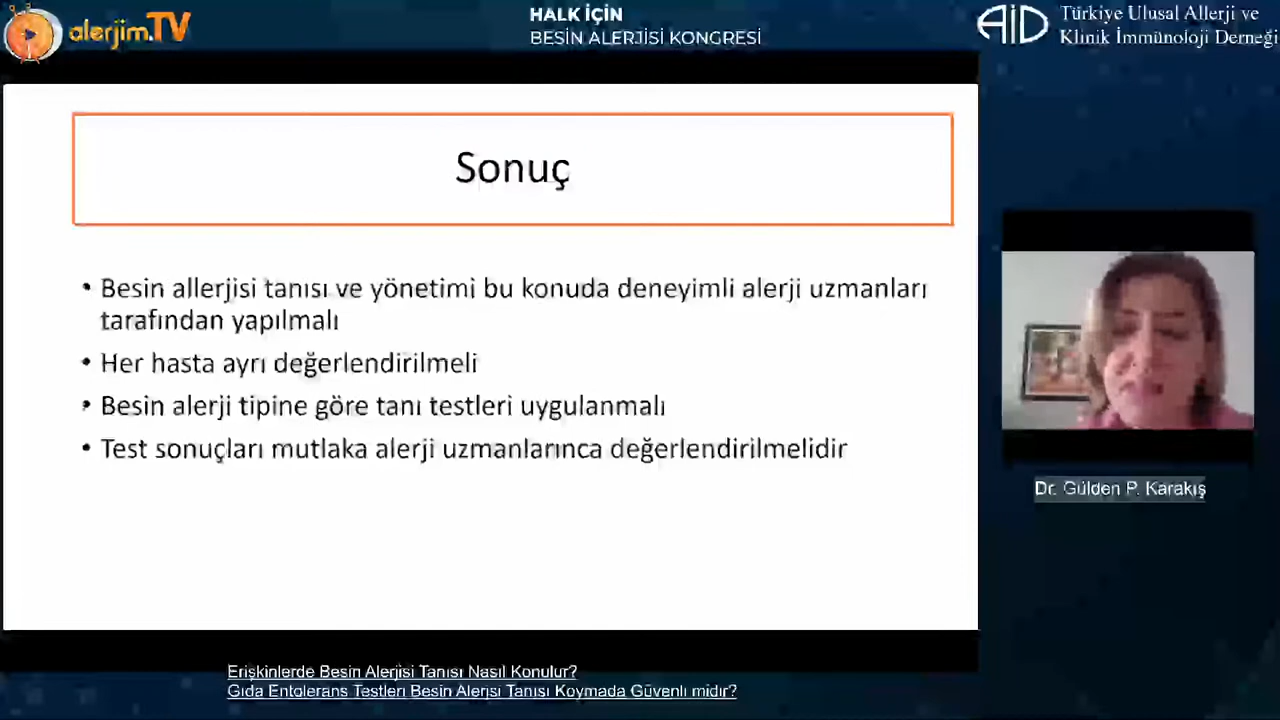 alerjim.TV
HALK İÇİN
BESİN ALERJİSİ KONGRESİ
AİD
Türkiye Ulusal Allerji ve
Klinik İmmünoloji Derneği
Sonuç
• Besin allerjisi tanısı ve yönetimi bu konuda deneyimli alerji uzmanları
tarafından yapılmalı
• Her hasta ayrı değerlendirilmeli
• Besin alerji tipine göre tanı testleri uygulanmalı
• Test sonuçları mutlaka alerji uzmanlarınca değerlendirilmelidir
Dr. Gülden P. Karakış
Erişkinlerde Besin Alerjisi Tanısı Nasıl Konulur?
Gıda Entolerans Testleri Besin Alerjsi Tanısı Koymada Güvenli midir?